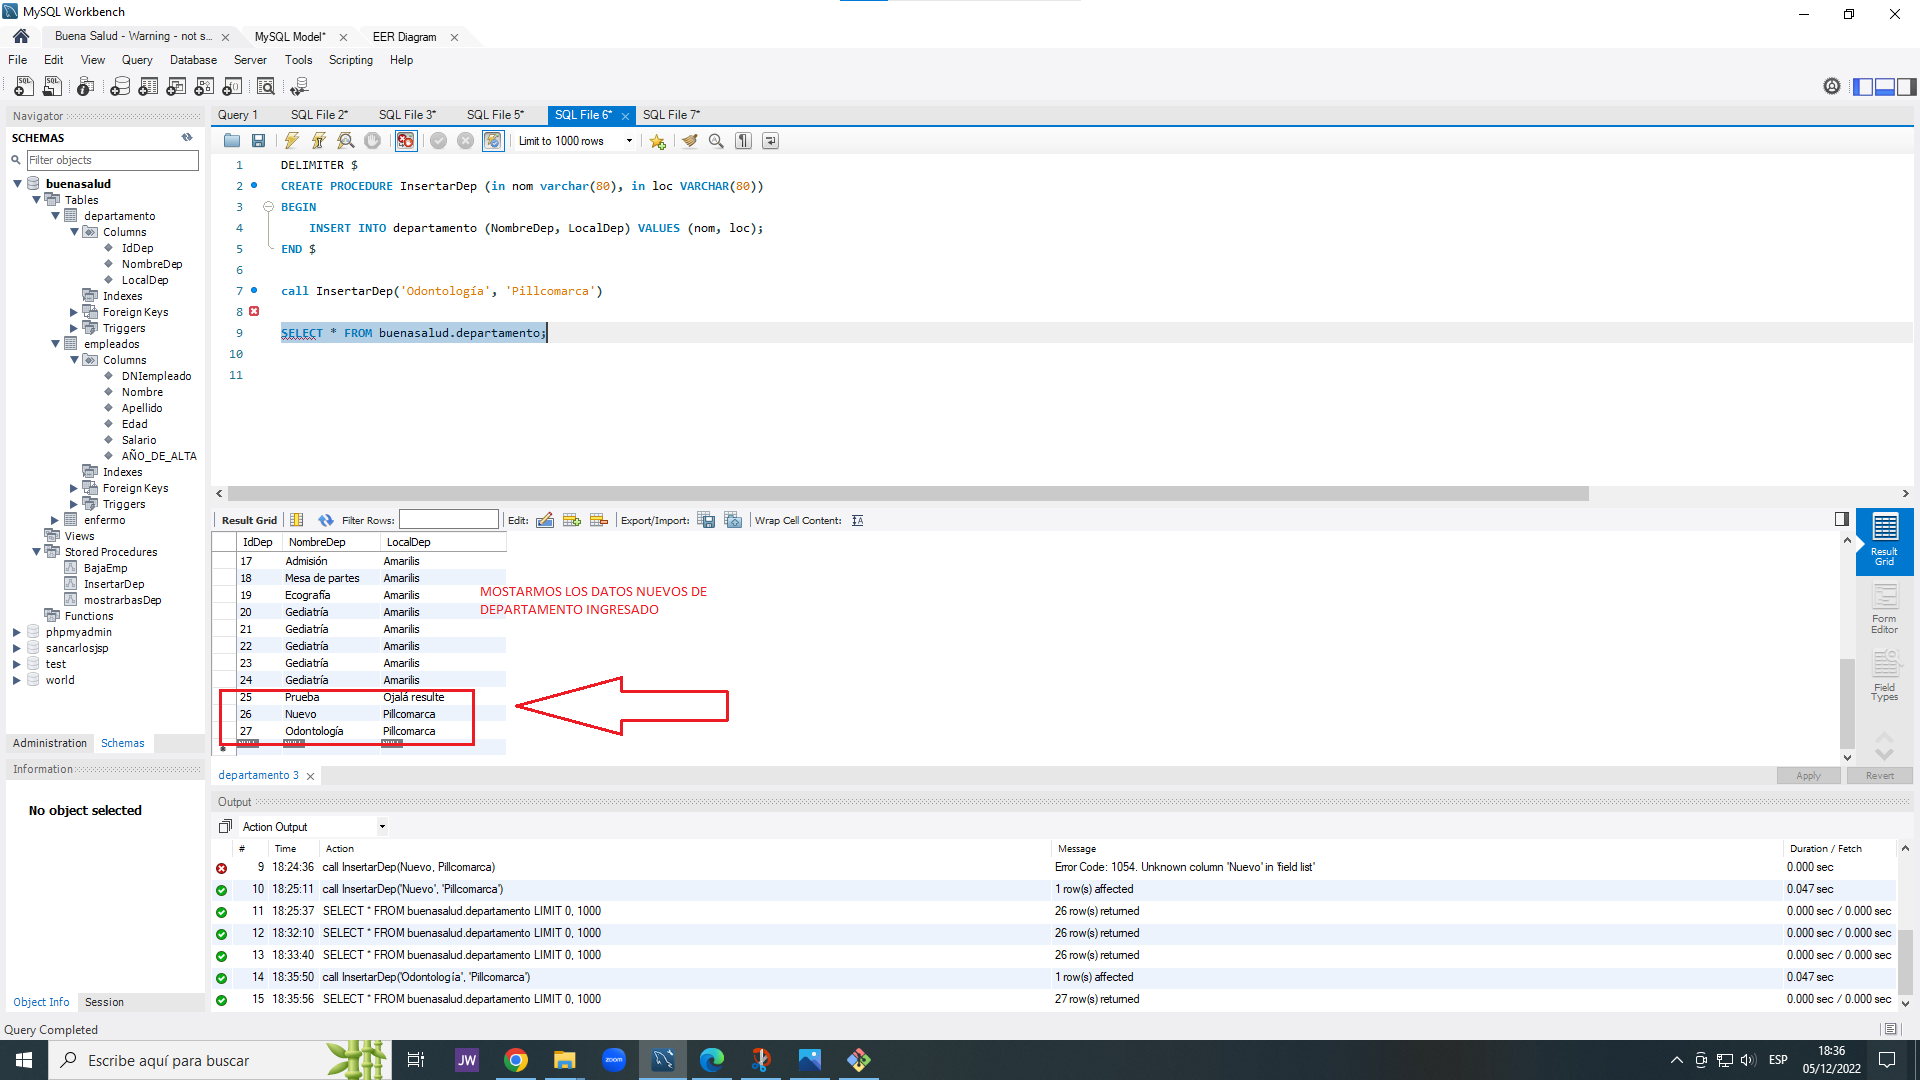 MySQL Workbench
Buena Salud - Warning - not s...
MySQL Model*
EER Diagram
File Edit View Query Database Server Tools Scripting Help
Navigator
SCHEMAS
Filter objects
buenasalud
Tables
departamento
Columns
IdDep
NombreDep
LocalDep
Indexes
Foreign Keys
Triggers
empleados
Columns
DNIempleado
Nombre
Apellido
Edad
Salario
AÑO_DE_ALTA
Indexes
Foreign Keys
Triggers
enfermo
Views
Stored Procedures
BajaEmp
InsertarDep
mostrarbasDep
Functions
phpmyadmin
sancarlosjsp
test
world
Administration Schemas
Information
No object selected
Object Info Session
Query 1 SQL File 2* SQL File 3* SQL File 5* SQL File 6* SQL File 7*
Limit to 1000 rows
1 DELIMITER $
2 CREATE PROCEDURE InsertarDep (in nom varchar(80), in loc VARCHAR(80))
3 BEGIN
4 INSERT INTO departamento (NombreDep, LocalDep) VALUES (nom, loc);
5 END $
6
7 call InsertarDep('Odontología', 'Pillcomarca')
8
9 SELECT * FROM buenasalud.departamento;
10
11
Result Grid Filter Rows: Edit: Export/Import: Wrap Cell Content:
IdDep NombreDep LocalDep
17 Admisión Amarilis
18 Mesa de partes Amarilis
19 Ecografía Amarilis
20 Gediatría Amarilis
21 Gediatría Amarilis
22 Gediatría Amarilis
23 Gediatría Amarilis
24 Gediatría Amarilis
25 Prueba Ojalá resulte
26 Nuevo Pillcomarca
27 Odontología Pillcomarca
NULL NULL NULL
MOSTARMOS LOS DATOS NUEVOS DE
DEPARTAMENTO INGRESADO
Result
Grid
Form
Editor
Field
Types
departamento 3
Apply Revert
Output
Action Output
# Time Action Message Duration / Fetch
9 18:24:36 call InsertarDep(Nuevo, Pillcomarca) Error Code: 1054. Unknown column 'Nuevo' in 'field list' 0.000 sec
10 18:25:11 call InsertarDep('Nuevo', 'Pillcomarca') 1 row(s) affected 0.047 sec
11 18:25:37 SELECT * FROM buenasalud.departamento LIMIT 0, 1000 26 row(s) returned 0.000 sec / 0.000 sec
12 18:32:10 SELECT * FROM buenasalud.departamento LIMIT 0, 1000 26 row(s) returned 0.000 sec / 0.000 sec
13 18:33:40 SELECT * FROM buenasalud.departamento LIMIT 0, 1000 26 row(s) returned 0.000 sec / 0.000 sec
14 18:35:50 call InsertarDep('Odontología', 'Pillcomarca') 1 row(s) affected 0.047 sec
15 18:35:56 SELECT * FROM buenasalud.departamento LIMIT 0, 1000 27 row(s) returned 0.000 sec / 0.000 sec
Query Completed
Escribe aquí para buscar
JW
zoom
ESP
18:36
05/12/2022